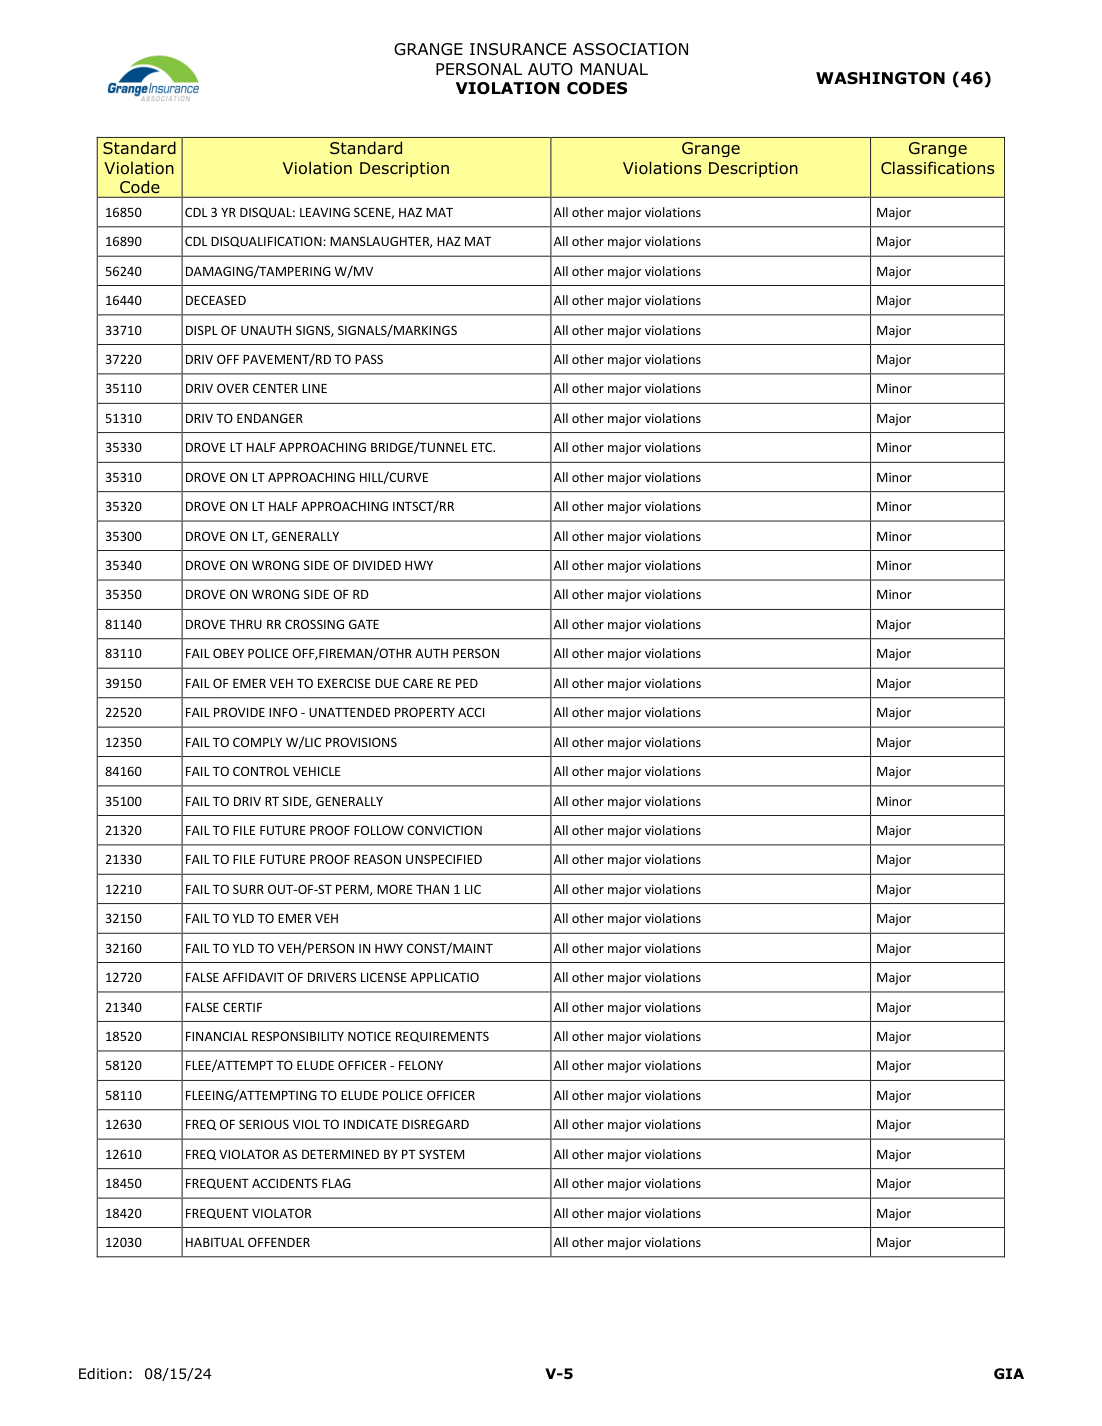 GRANGE INSURANCE ASSOCIATION
PERSONAL AUTO MANUAL
VIOLATION CODES
WASHINGTON (46)
GrangeInsurance
ASSOCIATION
Standard Violation Code | Standard Violation Description | Grange Violations Description | Grange Classifications
16850 CDL 3 YR DISQUAL: LEAVING SCENE, HAZ MAT All other major violations Major
16890 CDL DISQUALIFICATION: MANSLAUGHTER, HAZ MAT All other major violations Major
56240 DAMAGING/TAMPERING W/MV All other major violations Major
16440 DECEASED All other major violations Major
33710 DISPL OF UNAUTH SIGNS, SIGNALS/MARKINGS All other major violations Major
37220 DRIV OFF PAVEMENT/RD TO PASS All other major violations Major
35110 DRIV OVER CENTER LINE All other major violations Minor
51310 DRIV TO ENDANGER All other major violations Major
35330 DROVE LT HALF APPROACHING BRIDGE/TUNNEL ETC. All other major violations Minor
35310 DROVE ON LT APPROACHING HILL/CURVE All other major violations Minor
35320 DROVE ON LT HALF APPROACHING INTSCT/RR All other major violations Minor
35300 DROVE ON LT, GENERALLY All other major violations Minor
35340 DROVE ON WRONG SIDE OF DIVIDED HWY All other major violations Minor
35350 DROVE ON WRONG SIDE OF RD All other major violations Minor
81140 DROVE THRU RR CROSSING GATE All other major violations Major
83110 FAIL OBEY POLICE OFF,FIREMAN/OTHR AUTH PERSON All other major violations Major
39150 FAIL OF EMER VEH TO EXERCISE DUE CARE RE PED All other major violations Major
22520 FAIL PROVIDE INFO - UNATTENDED PROPERTY ACCI All other major violations Major
12350 FAIL TO COMPLY W/LIC PROVISIONS All other major violations Major
84160 FAIL TO CONTROL VEHICLE All other major violations Major
35100 FAIL TO DRIV RT SIDE, GENERALLY All other major violations Minor
21320 FAIL TO FILE FUTURE PROOF FOLLOW CONVICTION All other major violations Major
21330 FAIL TO FILE FUTURE PROOF REASON UNSPECIFIED All other major violations Major
12210 FAIL TO SURR OUT-OF-ST PERM, MORE THAN 1 LIC All other major violations Major
32150 FAIL TO YLD TO EMER VEH All other major violations Major
32160 FAIL TO YLD TO VEH/PERSON IN HWY CONST/MAINT All other major violations Major
12720 FALSE AFFIDAVIT OF DRIVERS LICENSE APPLICATIO All other major violations Major
21340 FALSE CERTIF All other major violations Major
18520 FINANCIAL RESPONSIBILITY NOTICE REQUIREMENTS All other major violations Major
58120 FLEE/ATTEMPT TO ELUDE OFFICER - FELONY All other major violations Major
58110 FLEEING/ATTEMPTING TO ELUDE POLICE OFFICER All other major violations Major
12630 FREQ OF SERIOUS VIOL TO INDICATE DISREGARD All other major violations Major
12610 FREQ VIOLATOR AS DETERMINED BY PT SYSTEM All other major violations Major
18450 FREQUENT ACCIDENTS FLAG All other major violations Major
18420 FREQUENT VIOLATOR All other major violations Major
12030 HABITUAL OFFENDER All other major violations Major
Edition: 08/15/24 V-5 GIA